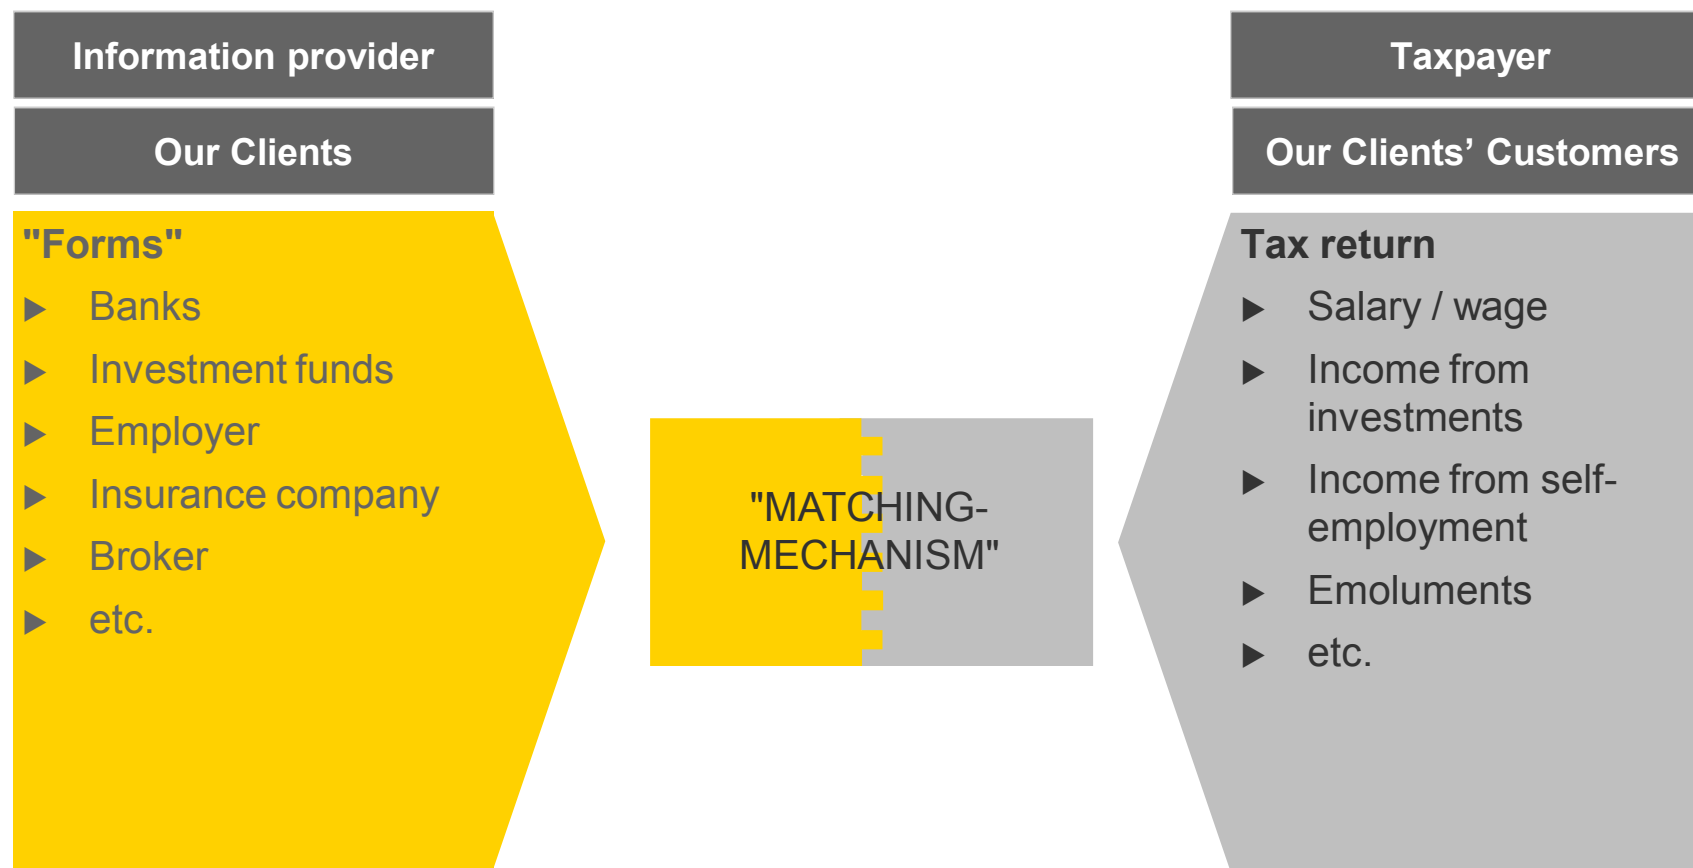 Information provider
Our Clients
"Forms"
▶ Banks
▶ Investment funds
▶ Employer
▶ Insurance company
▶ Broker
▶ etc.
"MATCHING-
MECHANISM"
Taxpayer
Our Clients’ Customers
Tax return
▶ Salary / wage
▶ Income from
investments
▶ Income from self-
employment
▶ Emoluments
▶ etc.